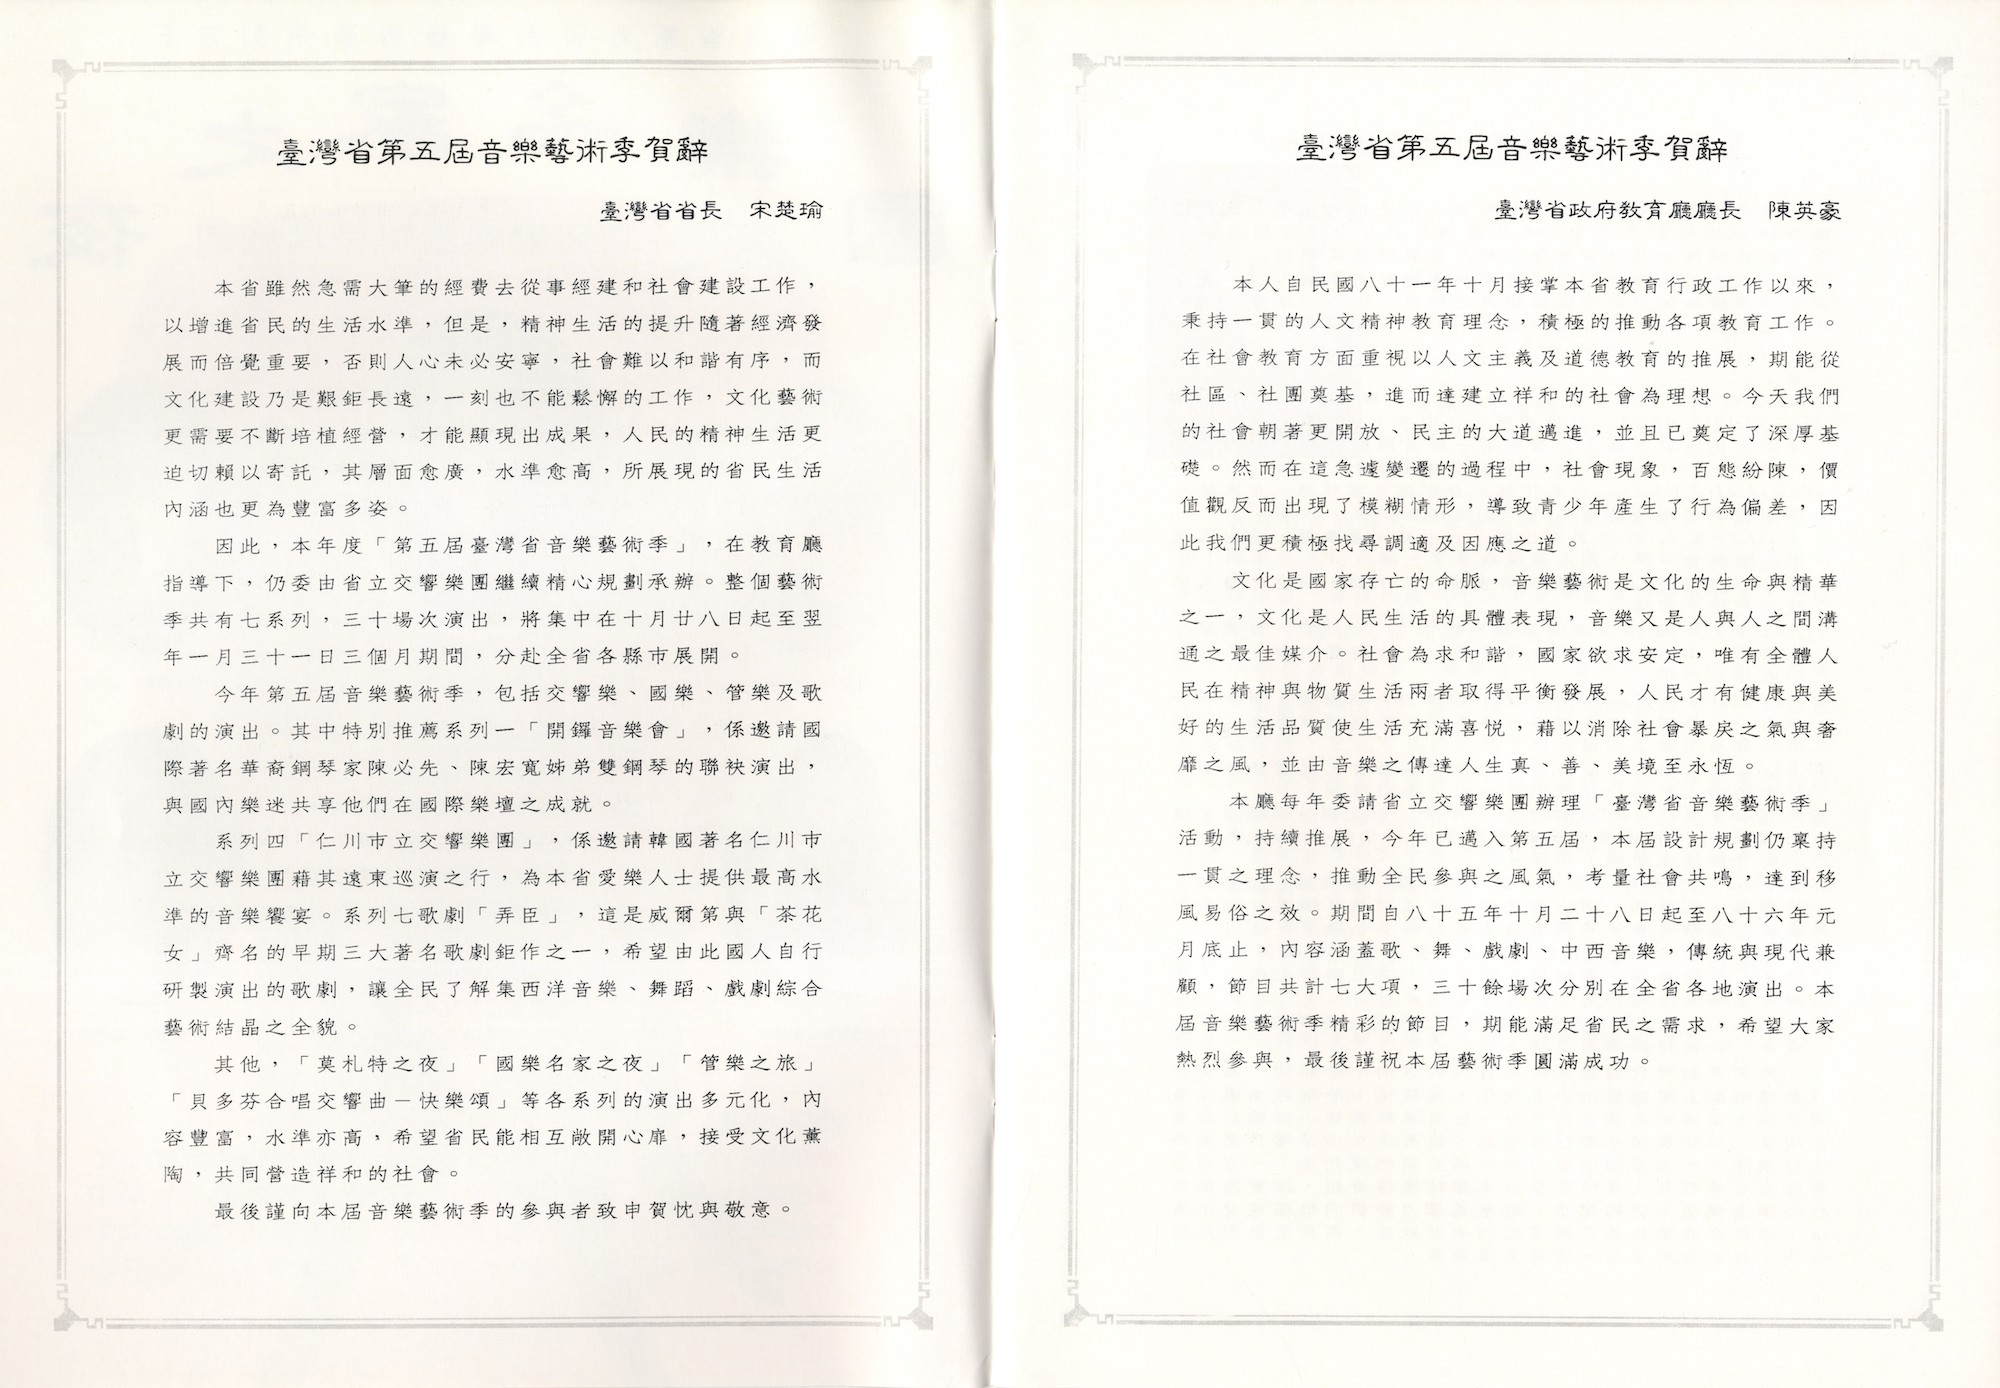 臺灣省第五屆音樂藝術季賀辭
臺灣省省長　宋楚瑜
本省雖然急需大筆的經費去從事經建和社會建設工作，
以增進省民的生活水準，但是，精神生活的提升隨著經濟發
展而倍覺重要，否則人心未必安寧，社會難以和諧有序，而
文化建設乃是艱鉅長遠，一刻也不能鬆懈的工作，文化藝術
更需要不斷培植經營，才能顯現出成果，人民的精神生活更
迫切賴以寄託，其層面愈廣，水準愈高，所展現的省民生活
內涵也更為豐富多姿。
因此，本年度「第五屆臺灣省音樂藝術季」，在教育廳
指導下，仍委由省立交響樂團繼續精心規劃承辦。整個藝術
季共有七系列，三十場次演出，將集中在十月廿八日起至翌
年一月三十一日三個月期間，分赴全省各縣市展開。
今年第五屆音樂藝術季，包括交響樂、國樂、管樂及歌
劇的演出。其中特別推薦系列一「開鑼音樂會」，係邀請國
際著名華裔鋼琴家陳必先、陳宏寬姊弟雙鋼琴的聯袂演出，
與國內樂迷共享他們在國際樂壇之成就。
系列四「仁川市立交響樂團」，係邀請韓國著名仁川市
立交響樂團藉其遠東巡演之行，為本省愛樂人士提供最高水
準的音樂饗宴。系列七歌劇「弄臣」，這是威爾第與「茶花
女」齊名的早期三大著名歌劇鉅作之一，希望由此國人自行
研製演出的歌劇，讓全民了解集西洋音樂、舞蹈、戲劇綜合
藝術結晶之全貌。
其他，「莫札特之夜」「國樂名家之夜」「管樂之旅」
「貝多芬合唱交響曲－快樂頌」等各系列的演出多元化，內
容豐富，水準亦高，希望省民能相互敞開心扉，接受文化薰
陶，共同營造祥和的社會。
最後謹向本屆音樂藝術季的參與者致申賀忱與敬意。
臺灣省第五屆音樂藝術季賀辭
臺灣省政府教育廳廳長　陳英豪
本人自民國八十一年十月接掌本省教育行政工作以來，
秉持一貫的人文精神教育理念，積極的推動各項教育工作。
在社會教育方面重視以人文主義及道德教育的推展，期能從
社區、社團奠基，進而達建立祥和的社會為理想。今天我們
的社會朝著更開放、民主的大道邁進，並且已奠定了深厚基
礎。然而在這急遽變遷的過程中，社會現象，百態紛陳，價
值觀反而出現了模糊情形，導致青少年產生了行為偏差，因
此我們更積極找尋調適及因應之道。
文化是國家存亡的命脈，音樂藝術是文化的生命與精華
之一，文化是人民生活的具體表現，音樂又是人與人之間溝
通之最佳媒介。社會為求和諧，國家欲求安定，唯有全體人
民在精神與物質生活兩者取得平衡發展，人民才有健康與美
好的生活品質使生活充滿喜悅，藉以消除社會暴戾之氣與奢
靡之風，並由音樂之傳達人生真、善、美境至永恆。
本廳每年委請省立交響樂團辦理「臺灣省音樂藝術季」
活動，持續推展，今年已邁入第五屆，本屆設計規劃仍稟持
一貫之理念，推動全民參與之風氣，考量社會共鳴，達到移
風易俗之效。期間自八十五年十月二十八日起至八十六年元
月底止，內容涵蓋歌、舞、戲劇、中西音樂，傳統與現代兼
顧，節目共計七大項，三十餘場次分別在全省各地演出。本
屆音樂藝術季精彩的節目，期能滿足省民之需求，希望大家
熱烈參與，最後謹祝本屆藝術季圓滿成功。